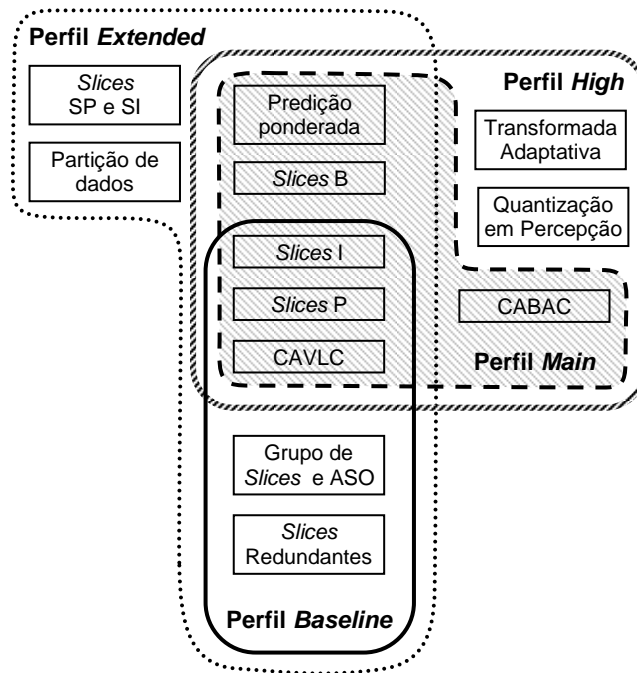 Perfil Extended
Slices
SP e SI
Partição de
dados
Predição
ponderada
Slices B
Slices I
Slices P
CAVLC
Perfil High
Transformada
Adaptativa
Quantização
em Percepção
CABAC
Perfil Main
Grupo de
Slices e ASO
Slices
Redundantes
Perfil Baseline